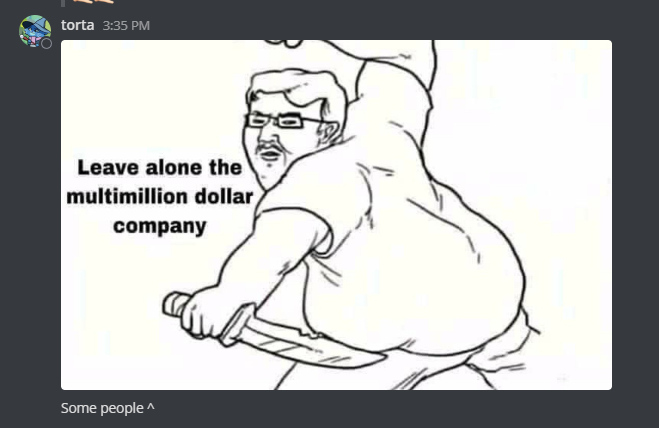 torta 3:35 PM
Leave alone the
multimillion dollar
company
Some people ^